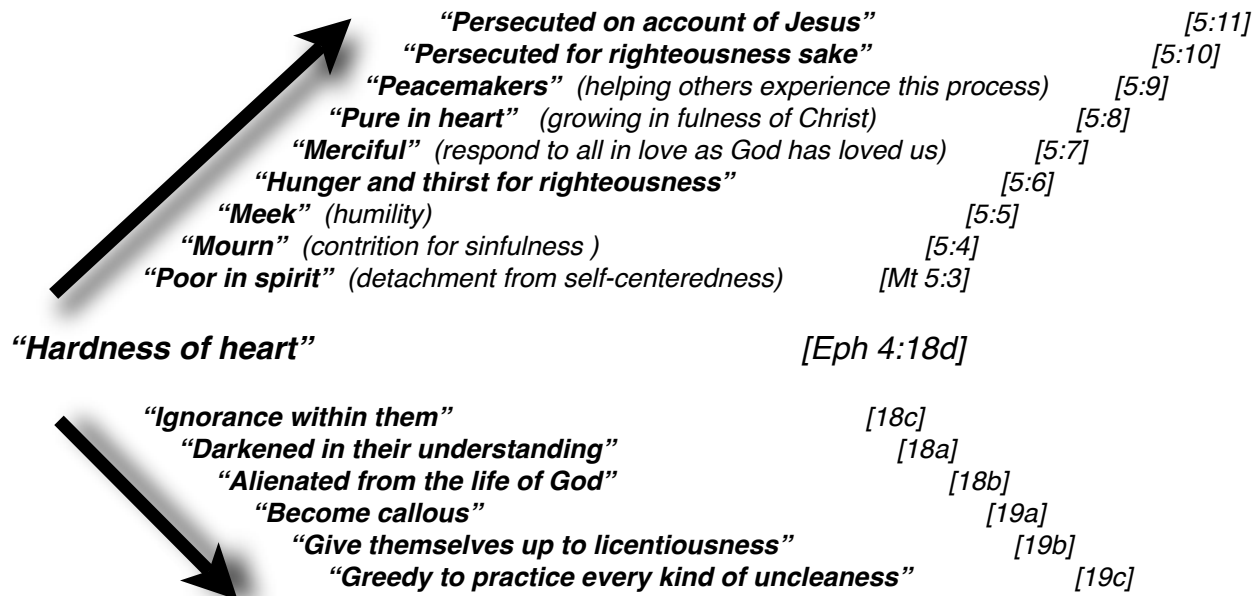 “Persecuted on account of Jesus” [5:11]
“Persecuted for righteousness sake” [5:10]
“Peacemakers” (helping others experience this process) [5:9]
“Pure in heart” (growing in fulness of Christ) [5:8]
“Merciful” (respond to all in love as God has loved us) [5:7]
“Hunger and thirst for righteousness” [5:6]
“Meek” (humility) [5:5]
“Mourn” (contrition for sinfulness ) [5:4]
“Poor in spirit” (detachment from self-centeredness) [Mt 5:3]
“Hardness of heart” [Eph 4:18d]
“Ignorance within them” [18c]
“Darkened in their understanding” [18a]
“Alienated from the life of God” [18b]
“Become callous” [19a]
“Give themselves up to licentiousness” [19b]
“Greedy to practice every kind of uncleaness” [19c]